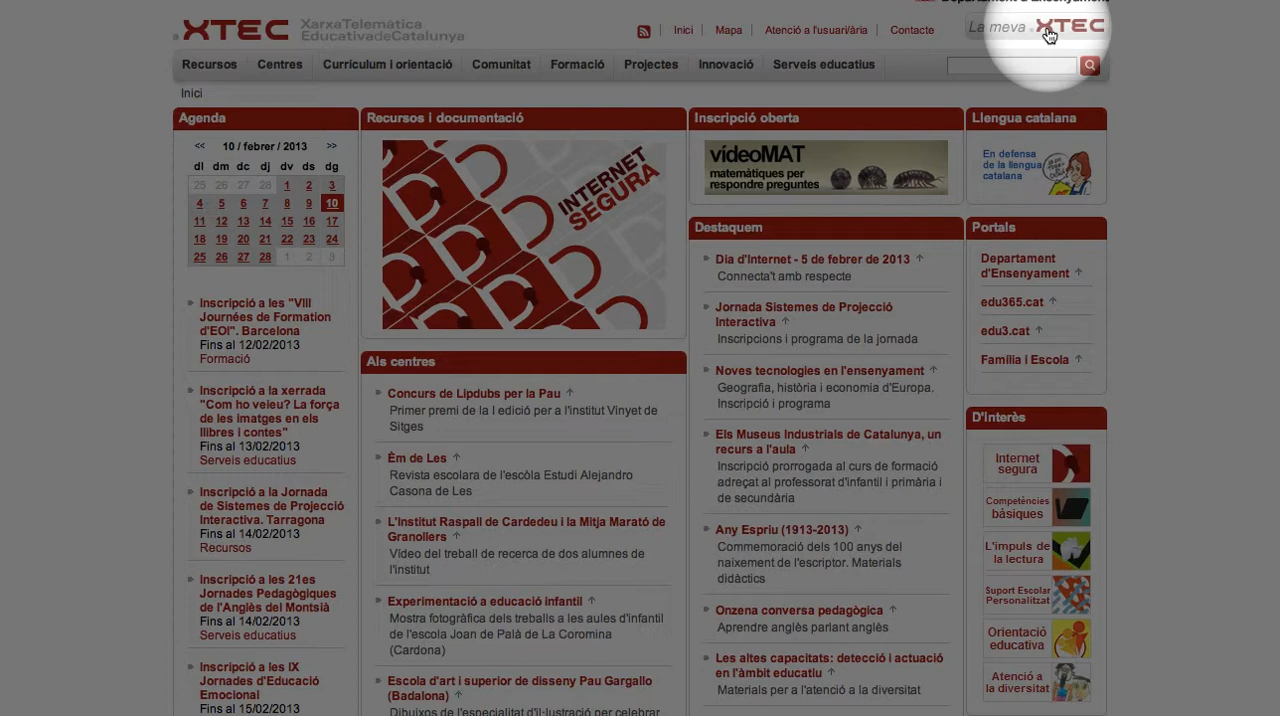 Departament d'Ensenyament
.XTEC XarxaTelemàtica
EducativadeCatalunya
Inici Mapa Atenció a l'usuari/ària Contacte
La meva .XTEC
Recursos Centres Currículum i orientació Comunitat Formació Projectes Innovació Serveis educatius
Inici
Agenda
<< 10 / febrer / 2013 >>
dl dm dc dj dv ds dg
25 26 27 28 1 2 3
4 5 6 7 8 9 10
11 12 13 14 15 16 17
18 19 20 21 22 23 24
25 26 27 28 1 2 3
Inscripció a les "VIII
Journées de Formation
d'EOI". Barcelona
Fins al 12/02/2013
Formació
Inscripció a la xerrada
"Com ho veieu? La força
de les imatges en els
llibres i contes"
Fins al 13/02/2013
Serveis educatius
Inscripció a la Jornada
de Sistemes de Projecció
Interactiva. Tarragona
Fins al 14/02/2013
Recursos
Inscripció a les 21es
Jornades Pedagògiques
de l'Anglès del Montsià
Fins al 14/02/2013
Serveis educatius
Inscripció a les IX
Jornades d'Educació
Emocional
Fins al 15/02/2013
Recursos i documentació
INTERNET
SEGURA
Als centres
Concurs de Lipdubs per la Pau
Primer premi de la I edició per a l'institut Vinyet de
Sitges
Èm de Les
Revista escolara de l'escòla Estudi Alejandro
Casona de Les
L'Institut Raspall de Cardedeu i la Mitja Marató de
Granollers
Vídeo del treball de recerca de dos alumnes de
l'institut
Experimentació a educació infantil
Mostra fotogràfica dels treballs a les aules d'infantil
de l'escola Joan de Palà de La Coromina
(Cardona)
Escola d'art i superior de disseny Pau Gargallo
(Badalona)
Dibuixos de l'especialitat d'il·lustració per celebrar
Inscripció oberta
vídeoMAT
matemàtiques per
respondre preguntes
Destaquem
Dia d'Internet - 5 de febrer de 2013
Connecta't amb respecte
Jornada Sistemes de Projecció
Interactiva
Inscripcions i programa de la jornada
Noves tecnologies en l'ensenyament
Geografia, història i economia d'Europa.
Inscripció i programa
Els Museus Industrials de Catalunya, un
recurs a l'aula
Inscripció prorrogada al curs de formació
adreçat al professorat d'infantil i primària i
de secundària
Any Espriu (1913-2013)
Commemoració dels 100 anys del
naixement de l'escriptor. Materials
didàctics
Onzena conversa pedagògica
Aprendre anglès parlant anglès
Les altes capacitats: detecció i actuació
en l'àmbit educatiu
Materials per a l'atenció a la diversitat
Llengua catalana
En defensa
de la llengua
catalana
Portals
Departament
d'Ensenyament
edu365.cat
edu3.cat
Família i Escola
D'Interès
Internet
segura
Competències
bàsiques
L'impuls de
la lectura
Suport Escolar
Personalitzat
Orientació
educativa
Atenció a
la diversitat